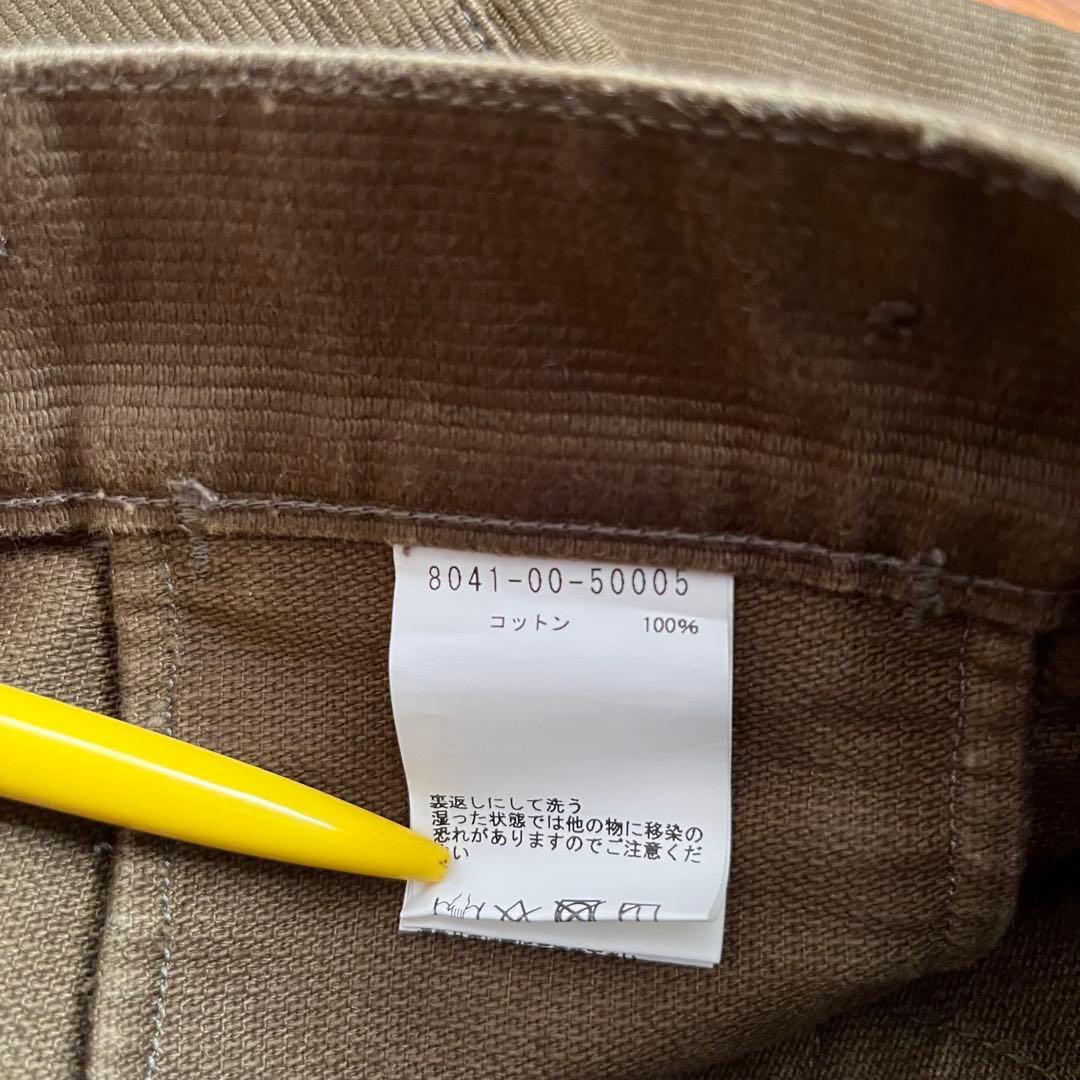 8041-00-50005
コットン 100%
裏返しにして洗う
湿った状態では他の物に移染の
恐れがありますのでご注意くだ
さい